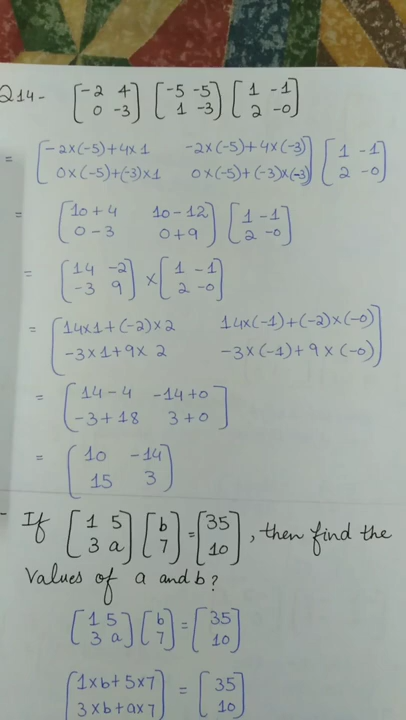 214- [-2 4 0 -3] [-5 -5 1 -3] [1 -1 2 -0]
= [-2×(-5)+4×1 -2×(-5)+4×(-3) 0×(-5)+(-3)×1 0×(-5)+(-3)×(-3)] [1 -1 2 -0]
= [10+4 10-12 0-3 0+9] [1 -1 2 -0]
= [14 -2 -3 9] × [1 -1 2 -0]
= [14×1+(-2)×2 14×(-1)+(-2)×(-0) -3×1+9×2 -3×(-1)+9×(-0)]
= [14-4 -14+0 -3+18 3+0]
= [10 -14 15 3]
- If [1 5 3 a] [b 7] = [35 10], then find the
values of a and b?
[1 5 3 a] [b 7] = [35 10]
[1×b+5×7 3×b+a×7] = [35 10]